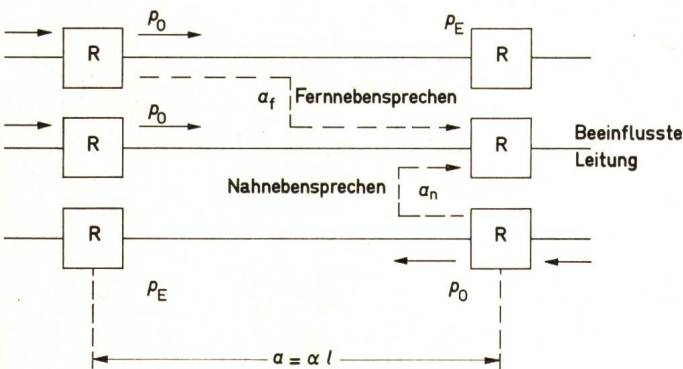 p0 pE
R R
αf Fernnebensprechen
p0
R R
Beeinflusste
Leitung
Nahnebensprechen αn
R R
pE p0
a = α l